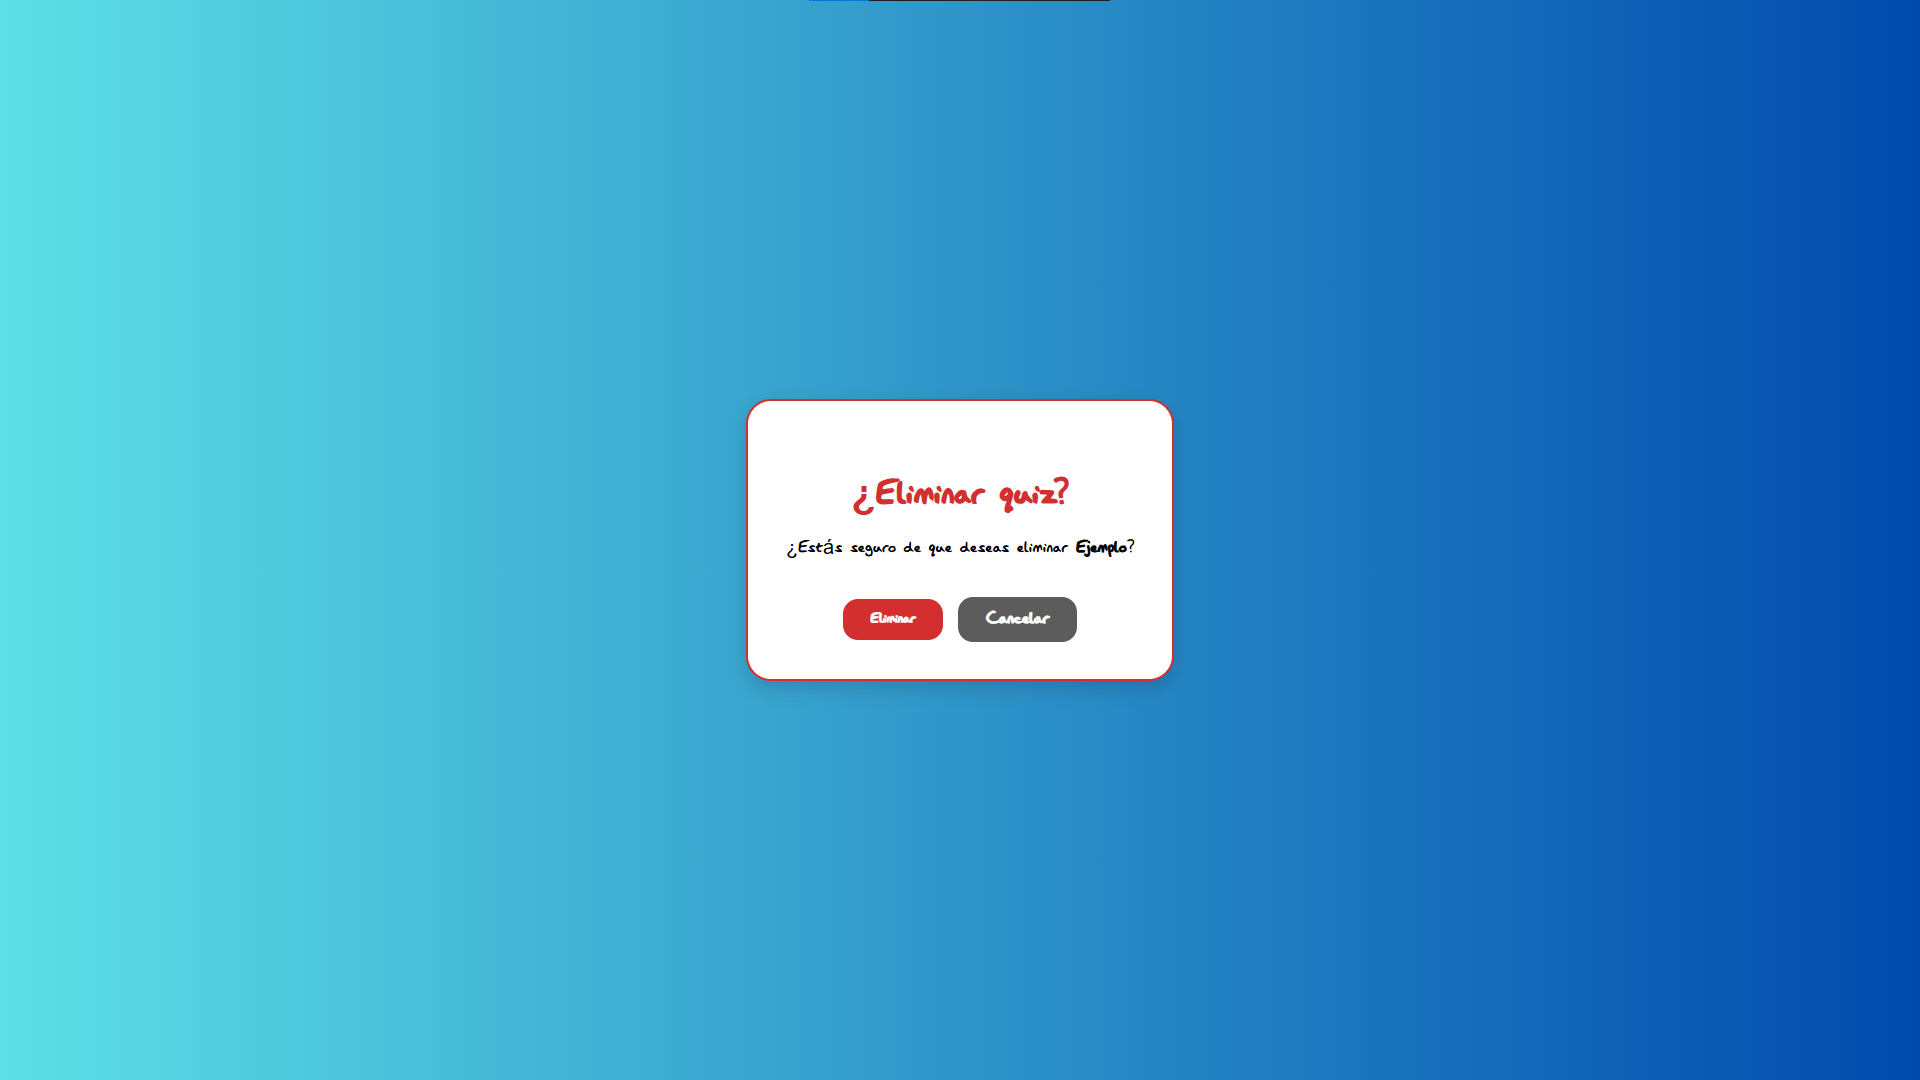 ¿Eliminar quiz?
¿Estás seguro de que deseas eliminar Ejemplo?
Eliminar
Cancelar